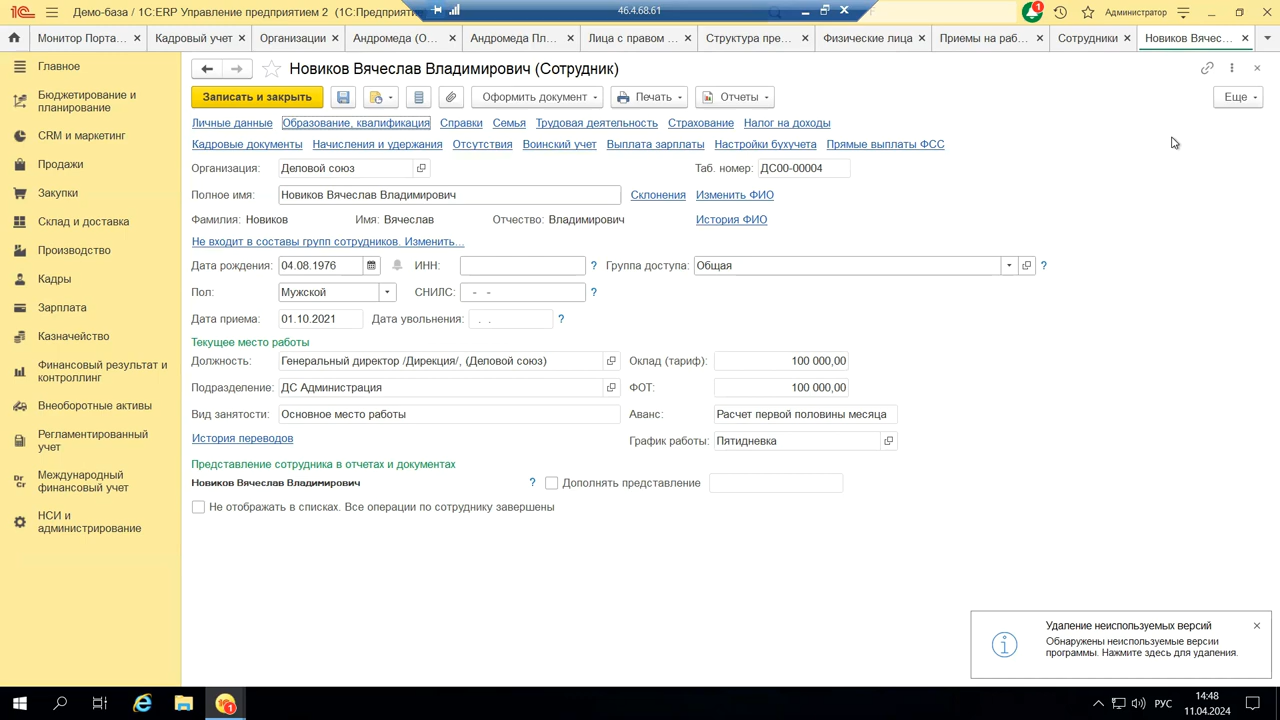 Демо-база / 1С:ERP Управление предприятием 2 (1С:Предприяти
46.4.68.61
1
Администратор
Монитор Порта...
Кадровый учет
Организации
Андромеда (О...
Андромеда Пл...
Лица с правом ...
Структура пре...
Физические лица
Приемы на раб...
Сотрудники
Новиков Вячес...
Главное
Бюджетирование и
планирование
CRM и маркетинг
Продажи
Закупки
Склад и доставка
Производство
Кадры
Зарплата
Казначейство
Финансовый результат и
контроллинг
Внеоборотные активы
Регламентированный
учет
Dr
Cr
Международный
финансовый учет
НСИ и
администрирование
Новиков Вячеслав Владимирович (Сотрудник)
Записать и закрыть
Оформить документ
Печать
Отчеты
Еще
Личные данные Образование, квалификация Справки Семья Трудовая деятельность Страхование Налог на доходы
Кадровые документы Начисления и удержания Отсутствия Воинский учет Выплата зарплаты Настройки бухучета Прямые выплаты ФСС
Организация: Деловой союз Таб. номер: ДС00-00004
Полное имя: Новиков Вячеслав Владимирович Склонения Изменить ФИО
Фамилия: Новиков Имя: Вячеслав Отчество: Владимирович История ФИО
Не входит в составы групп сотрудников. Изменить...
Дата рождения: 04.08.1976 ИНН: ? Группа доступа: Общая ?
Пол: Мужской СНИЛС: - - ?
Дата приема: 01.10.2021 Дата увольнения: . . ?
Текущее место работы
Должность: Генеральный директор /Дирекция/, (Деловой союз) Оклад (тариф): 100 000,00
Подразделение: ДС Администрация ФОТ: 100 000,00
Вид занятости: Основное место работы Аванс: Расчет первой половины месяца
История переводов График работы: Пятидневка
Представление сотрудника в отчетах и документах
Новиков Вячеслав Владимирович ? Дополнять представление
Не отображать в списках. Все операции по сотруднику завершены
Удаление неиспользуемых версий
Обнаружены неиспользуемые версии
программы. Нажмите здесь для удаления.
1
РУС
14:48
11.04.2024